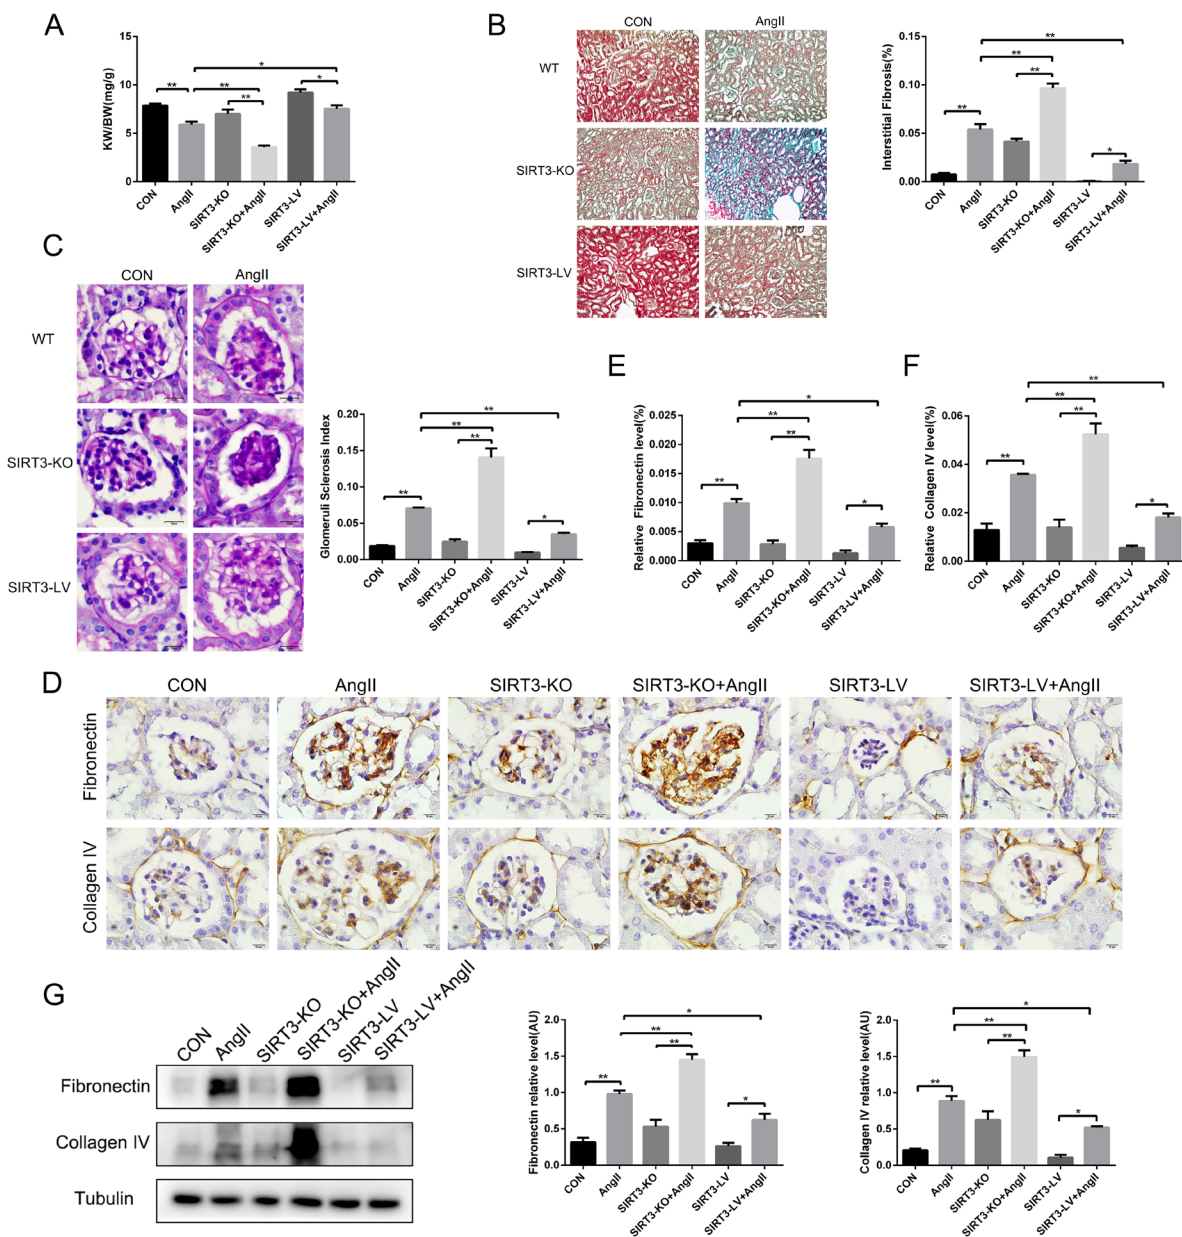 A
KW/BW(mg/g)
15
10
5
0
**
**
**
*
*
CON
AngII
SIRT3-KO
SIRT3-KO+AngII
SIRT3-LV
SIRT3-LV+AngII
B
CON
AngII
WT
SIRT3-KO
SIRT3-LV
Interstitial Fibrosis(%)
0.15
0.10
0.05
0.00
**
**
**
**
*
CON
AngII
SIRT3-KO
SIRT3-KO+AngII
SIRT3-LV
SIRT3-LV+AngII
C
CON
AngII
WT
SIRT3-KO
SIRT3-LV
Glomeruli Sclerosis Index
0.20
0.15
0.10
0.05
0.00
**
**
**
**
*
CON
AngII
SIRT3-KO
SIRT3-KO+AngII
SIRT3-LV
SIRT3-LV+AngII
E
Relative Fibronectin level(%)
0.025
0.020
0.015
0.010
0.005
0.000
*
**
**
**
*
CON
AngII
SIRT3-KO
SIRT3-KO+AngII
SIRT3-LV
SIRT3-LV+AngII
F
Relative Collagen IV level(%)
0.06
0.04
0.02
0.00
**
**
**
**
*
CON
AngII
SIRT3-KO
SIRT3-KO+AngII
SIRT3-LV
SIRT3-LV+AngII
D
CON
AngII
SIRT3-KO
SIRT3-KO+AngII
SIRT3-LV
SIRT3-LV+AngII
Fibronectin
Collagen IV
G
CON
AngII
SIRT3-KO
SIRT3-KO+AngII
SIRT3-LV
SIRT3-LV+AngII
Fibronectin
Collagen IV
Tubulin
Fibronectin relative level(AU)
2.0
1.5
1.0
0.5
0.0
*
**
**
**
*
CON
AngII
SIRT3-KO
SIRT3-KO+AngII
SIRT3-LV
SIRT3-LV+AngII
Collagen IV relative level(AU)
2.0
1.5
1.0
0.5
0.0
*
**
**
**
*
CON
AngII
SIRT3-KO
SIRT3-KO+AngII
SIRT3-LV
SIRT3-LV+AngII